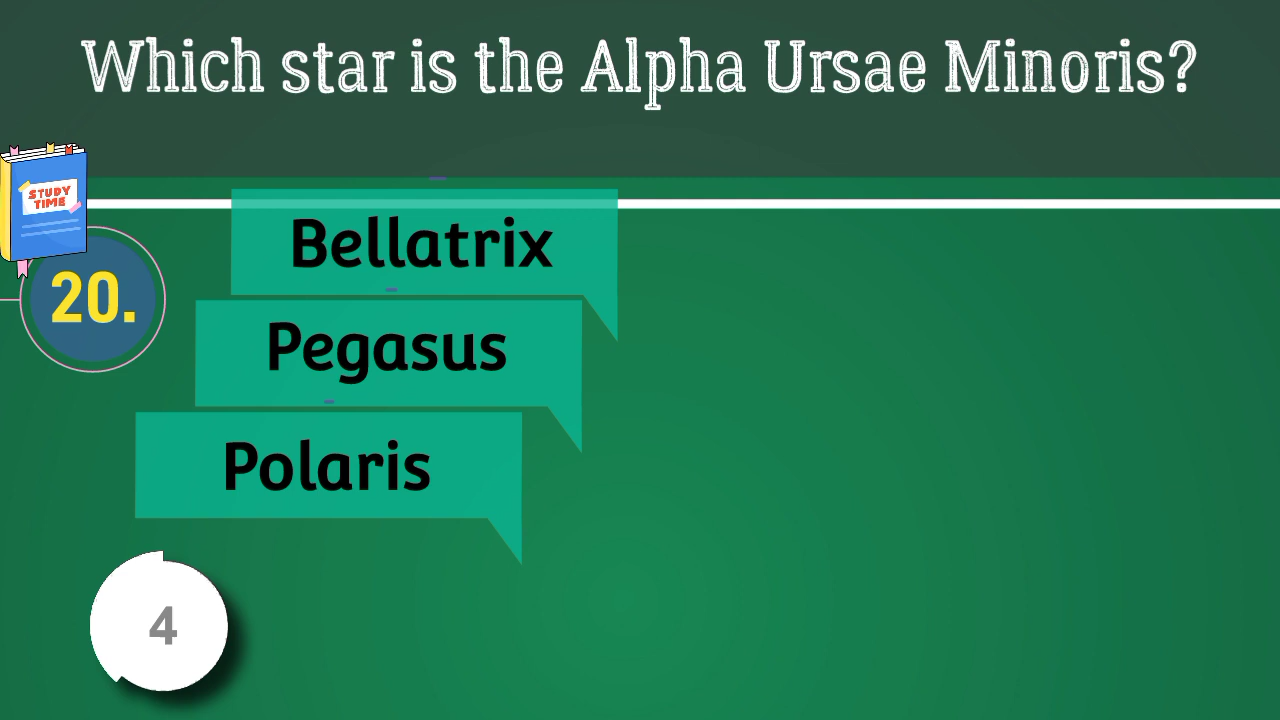 Which star is the Alpha Ursae Minoris?
STUDY
TIME
20.
Bellatrix
Pegasus
Polaris
4